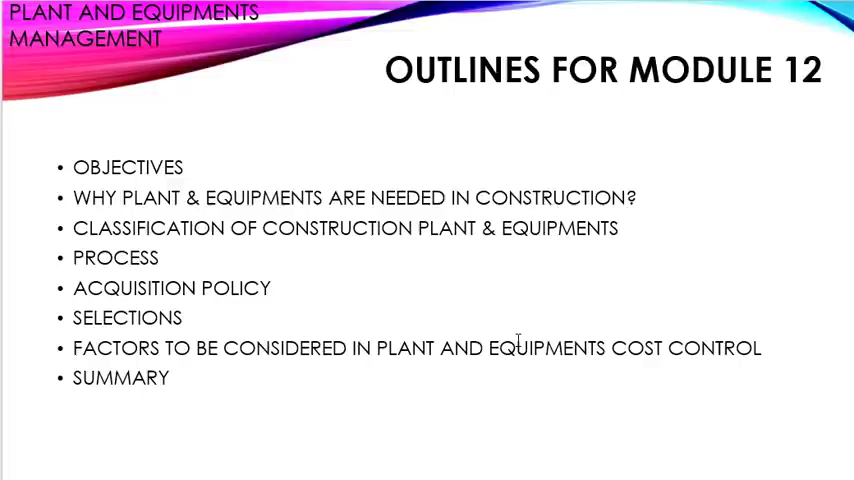 PLANT AND EQUIPMENTS
MANAGEMENT
OUTLINES FOR MODULE 12
• OBJECTIVES
• WHY PLANT & EQUIPMENTS ARE NEEDED IN CONSTRUCTION?
• CLASSIFICATION OF CONSTRUCTION PLANT & EQUIPMENTS
• PROCESS
• ACQUISITION POLICY
• SELECTIONS
• FACTORS TO BE CONSIDERED IN PLANT AND EQUIPMENTS COST CONTROL
• SUMMARY